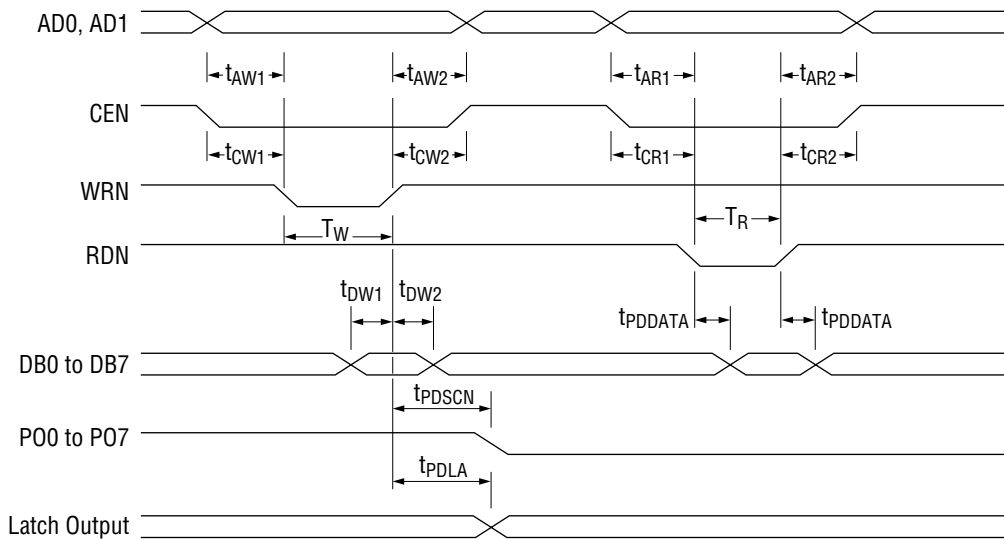 AD0, AD1
tAW1 tAW2 tAR1 tAR2
CEN
tCW1 tCW2 tCR1 tCR2
WRN
TW TR
RDN
tDW1 tDW2 tPDDATA tPDDATA
DB0 to DB7
tPDSCN
PO0 to PO7
tPDLA
Latch Output